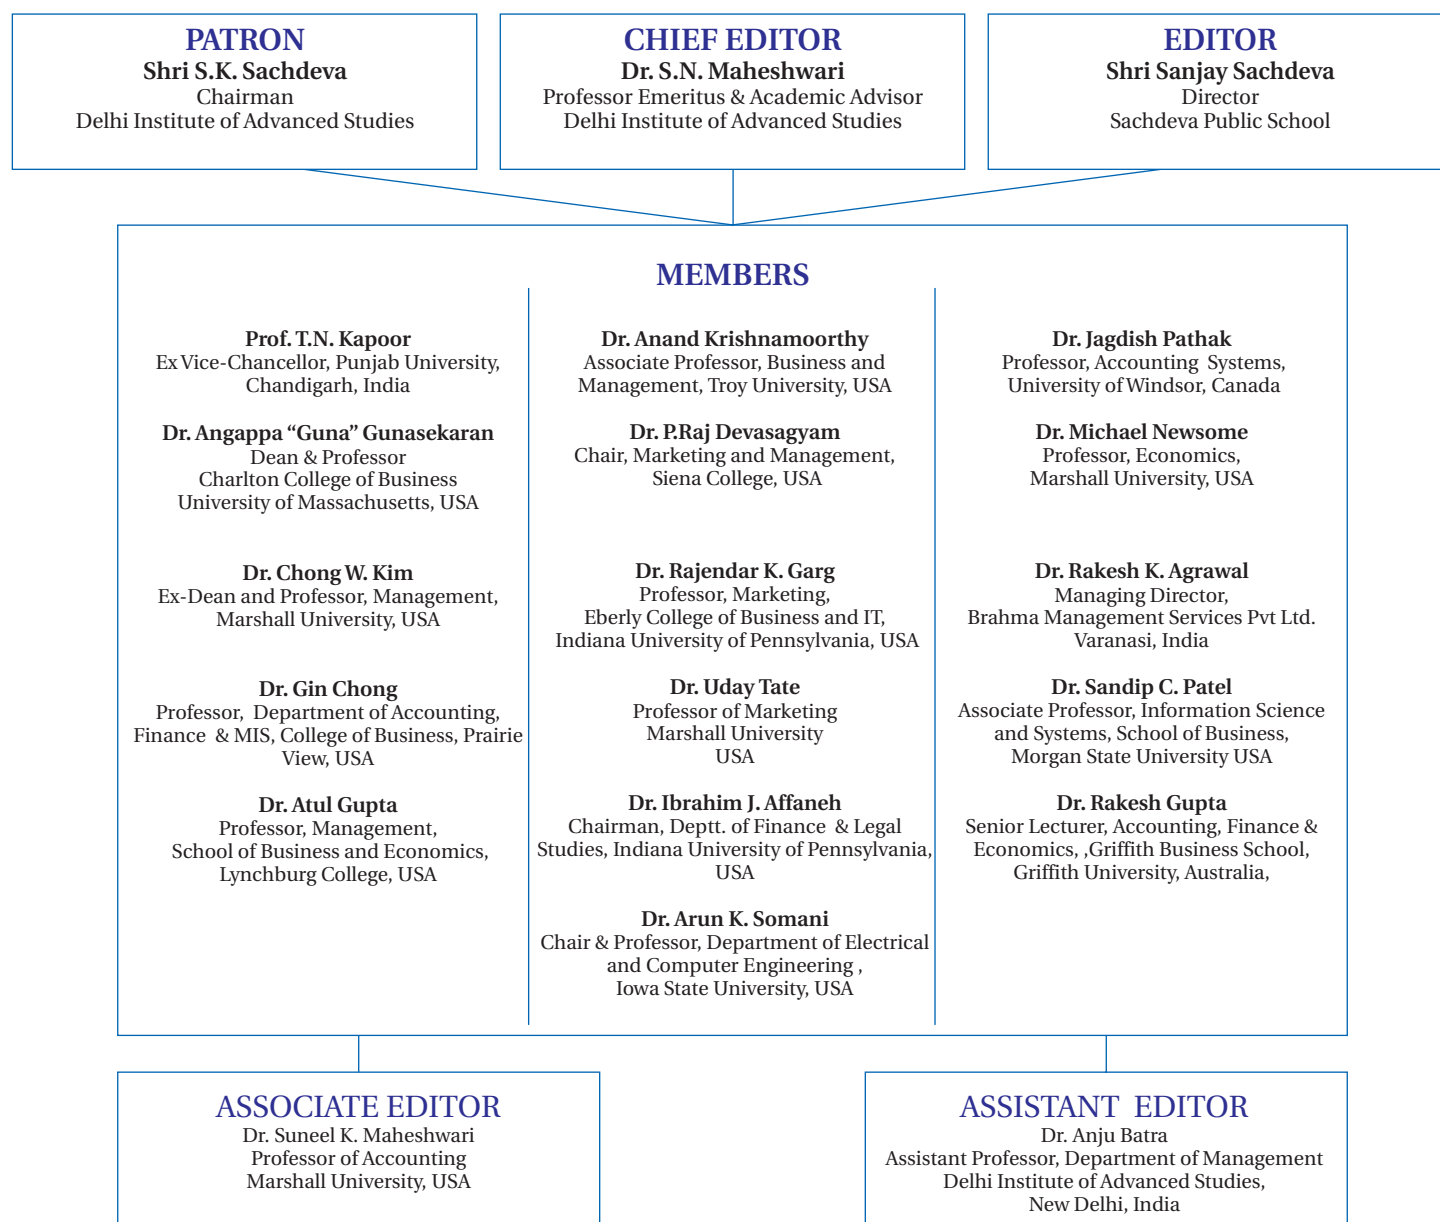 PATRON
Shri S.K. Sachdeva
Chairman
Delhi Institute of Advanced Studies
CHIEF EDITOR
Dr. S.N. Maheshwari
Professor Emeritus & Academic Advisor
Delhi Institute of Advanced Studies
EDITOR
Shri Sanjay Sachdeva
Director
Sachdeva Public School
MEMBERS
Prof. T.N. Kapoor
Ex Vice-Chancellor, Punjab University,
Chandigarh, India
Dr. Angappa “Guna” Gunasekaran
Dean & Professor
Charlton College of Business
University of Massachusetts, USA
Dr. Chong W. Kim
Ex-Dean and Professor, Management,
Marshall University, USA
Dr. Gin Chong
Professor, Department of Accounting,
Finance & MIS, College of Business, Prairie
View, USA
Dr. Atul Gupta
Professor, Management,
School of Business and Economics,
Lynchburg College, USA
Dr. Anand Krishnamoorthy
Associate Professor, Business and
Management, Troy University, USA
Dr. P.Raj Devasagyam
Chair, Marketing and Management,
Siena College, USA
Dr. Rajendar K. Garg
Professor, Marketing,
Eberly College of Business and IT,
Indiana University of Pennsylvania, USA
Dr. Uday Tate
Professor of Marketing
Marshall University
USA
Dr. Ibrahim J. Affaneh
Chairman, Deptt. of Finance & Legal
Studies, Indiana University of Pennsylvania,
USA
Dr. Arun K. Somani
Chair & Professor, Department of Electrical
and Computer Engineering ,
Iowa State University, USA
Dr. Jagdish Pathak
Professor, Accounting Systems,
University of Windsor, Canada
Dr. Michael Newsome
Professor, Economics,
Marshall University, USA
Dr. Rakesh K. Agrawal
Managing Director,
Brahma Management Services Pvt Ltd.
Varanasi, India
Dr. Sandip C. Patel
Associate Professor, Information Science
and Systems, School of Business,
Morgan State University USA
Dr. Rakesh Gupta
Senior Lecturer, Accounting, Finance &
Economics, ,Griffith Business School,
Griffith University, Australia,
ASSOCIATE EDITOR
Dr. Suneel K. Maheshwari
Professor of Accounting
Marshall University, USA
ASSISTANT EDITOR
Dr. Anju Batra
Assistant Professor, Department of Management
Delhi Institute of Advanced Studies,
New Delhi, India